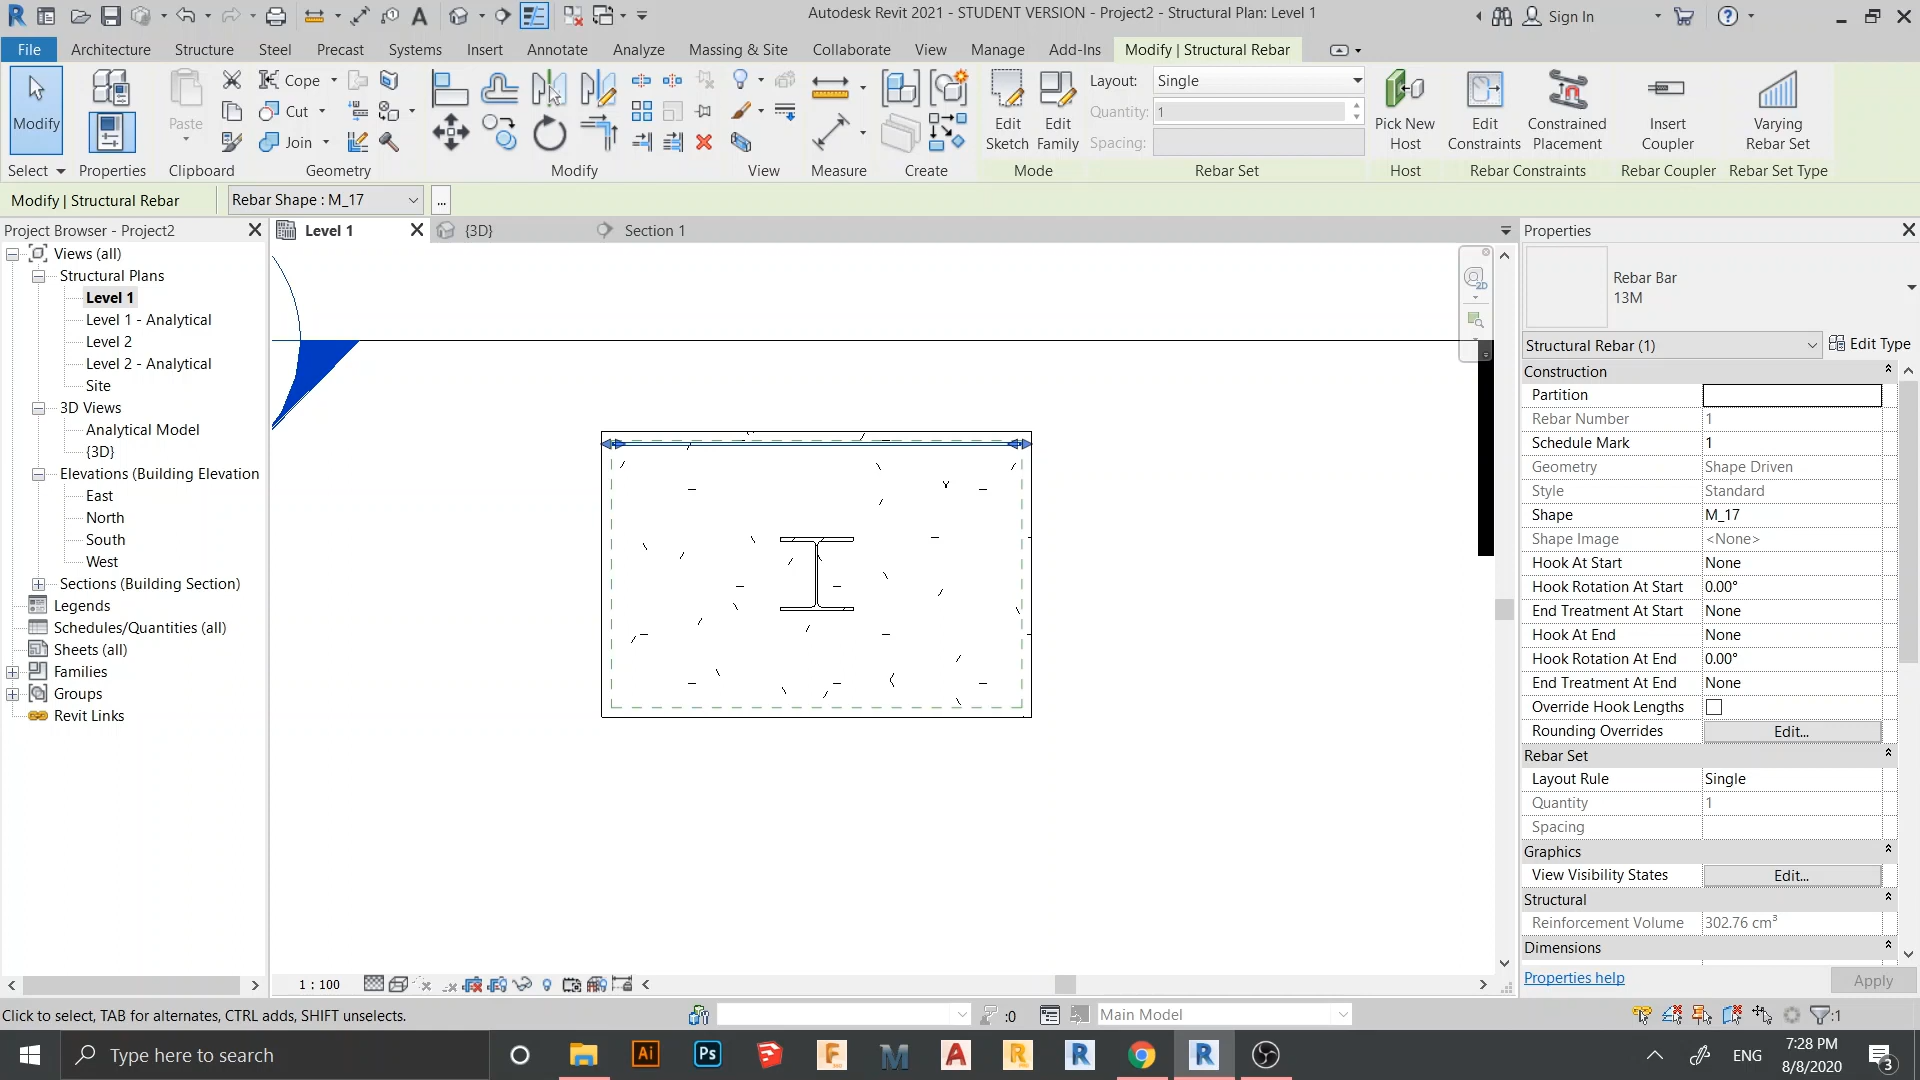 Autodesk Revit 2021 - STUDENT VERSION - Project2 - Structural Plan: Level 1
Sign In
File Architecture Structure Steel Precast Systems Insert Annotate Analyze Massing & Site Collaborate View Manage Add-Ins Modify | Structural Rebar
Modify
Paste
Cope
Cut
Join
Edit Sketch
Edit Family
Layout: Single
Quantity: 1
Spacing:
Pick New Host
Edit Constraints
Constrained Placement
Insert Coupler
Varying Rebar Set
Select Properties Clipboard Geometry Modify View Measure Create Mode Rebar Set Host Rebar Constraints Rebar Coupler Rebar Set Type
Modify | Structural Rebar
Rebar Shape : M_17
...
Project Browser - Project2
Views (all)
Structural Plans
Level 1
Level 1 - Analytical
Level 2
Level 2 - Analytical
Site
3D Views
Analytical Model
{3D}
Elevations (Building Elevation
East
North
South
West
Sections (Building Section)
Legends
Schedules/Quantities (all)
Sheets (all)
Families
Groups
Revit Links
Level 1
{3D}
Section 1
2D
Properties
Rebar Bar
13M
Structural Rebar (1)
Edit Type
Construction
Partition
Rebar Number 1
Schedule Mark 1
Geometry Shape Driven
Style Standard
Shape M_17
Shape Image <None>
Hook At Start None
Hook Rotation At Start 0.00°
End Treatment At Start None
Hook At End None
Hook Rotation At End 0.00°
End Treatment At End None
Override Hook Lengths
Rounding Overrides Edit...
Rebar Set
Layout Rule Single
Quantity 1
Spacing
Graphics
View Visibility States Edit...
Structural
Reinforcement Volume 302.76 cm³
Dimensions
Properties help
Apply
1 : 100
Click to select, TAB for alternates, CTRL adds, SHIFT unselects.
:0
Main Model
:1
Type here to search
Ai
Ps
ENG
7:28 PM
8/8/2020
3